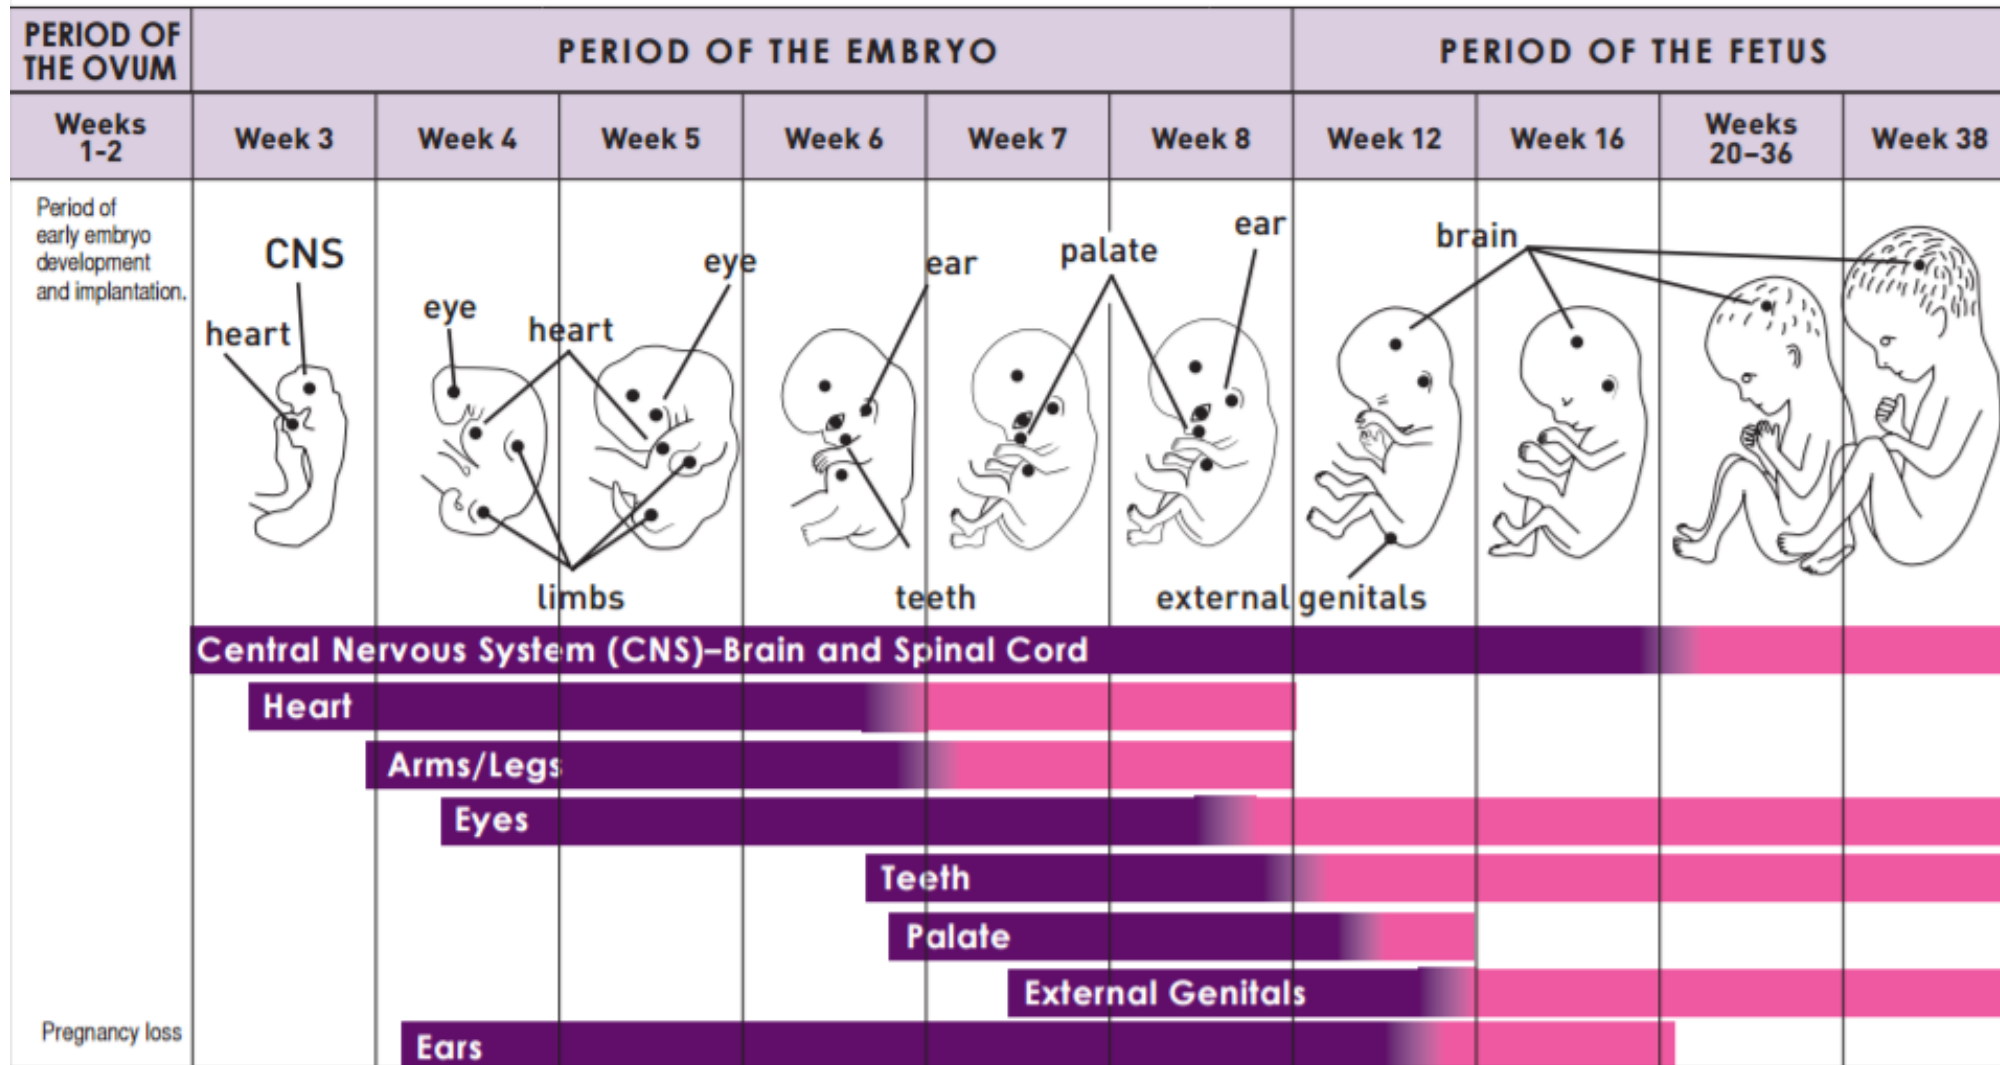 PERIOD OF
THE OVUM
PERIOD OF THE EMBRYO
PERIOD OF THE FETUS
Weeks
1-2
Week 3
Week 4
Week 5
Week 6
Week 7
Week 8
Week 12
Week 16
Weeks
20–36
Week 38
Period of
early embryo
development
and implantation.
CNS
heart
eye
heart
eye
ear
palate
ear
brain
limbs
teeth
external genitals
Central Nervous System (CNS)–Brain and Spinal Cord
Heart
Arms/Legs
Eyes
Teeth
Palate
External Genitals
Pregnancy loss
Ears